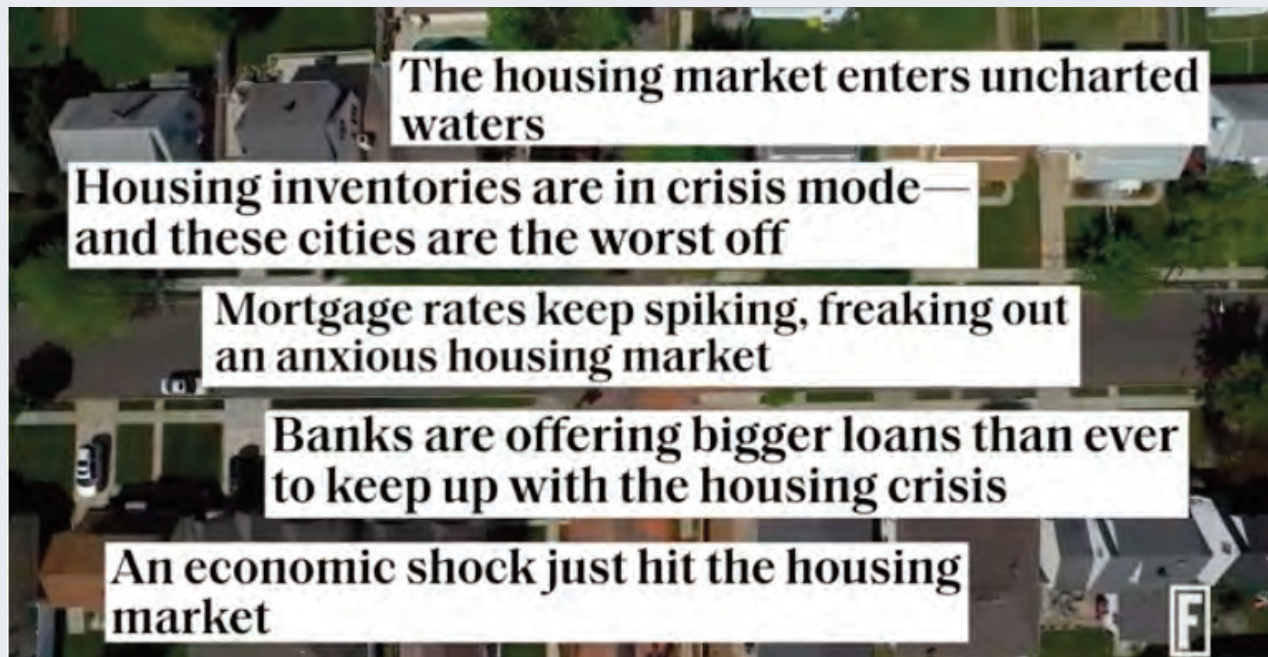 The housing market enters uncharted
waters
Housing inventories are in crisis mode—
and these cities are the worst off
Mortgage rates keep spiking, freaking out
an anxious housing market
Banks are offering bigger loans than ever
to keep up with the housing crisis
An economic shock just hit the housing
market
F